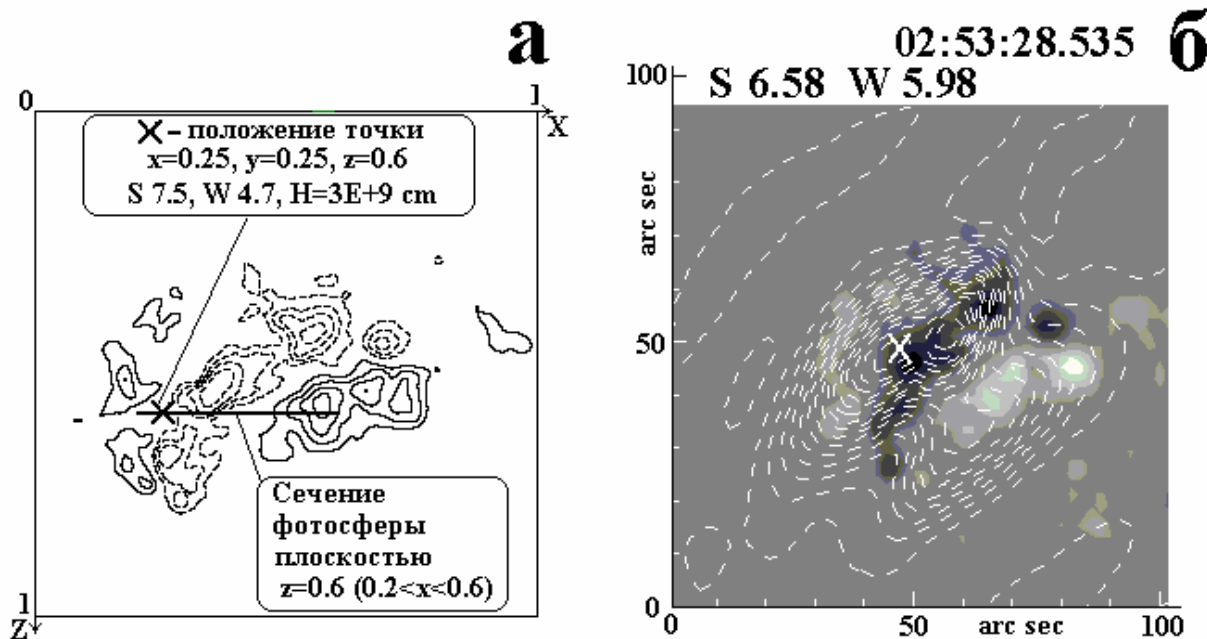 а
0
1
X
X – положение точки
x=0.25, y=0.25, z=0.6
S 7.5, W 4.7, H=3E+9 cm
Сечение
фотосферы
плоскостью
z=0.6 (0.2<x<0.6)
1
Z
б
02:53:28.535
S 6.58 W 5.98
100
arc sec
50
0
0
50
arc sec
100